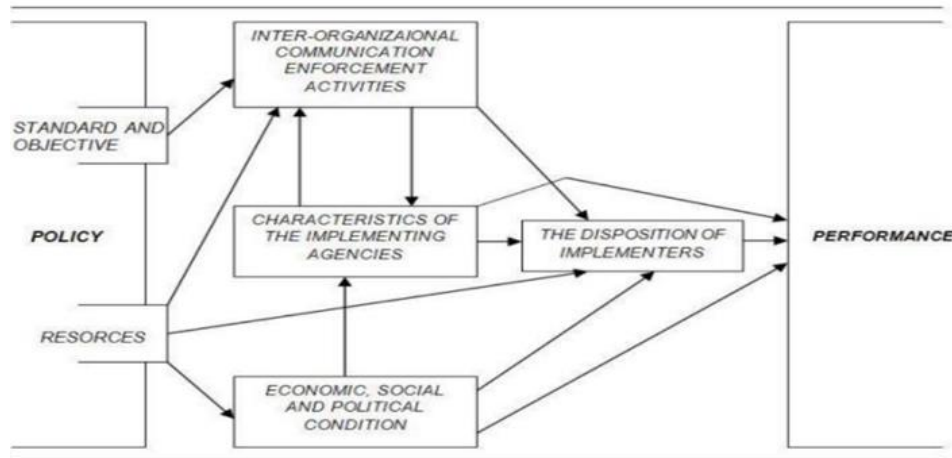 INTER-ORGANIZAIONAL
COMMUNICATION
ENFORCEMENT
ACTIVITIES
STANDARD AND
OBJECTIVE
POLICY
CHARACTERISTICS OF
THE IMPLEMENTING
AGENCIES
THE DISPOSITION OF
IMPLEMENTERS
PERFORMANCE
RESORCES
ECONOMIC, SOCIAL
AND POLITICAL
CONDITION